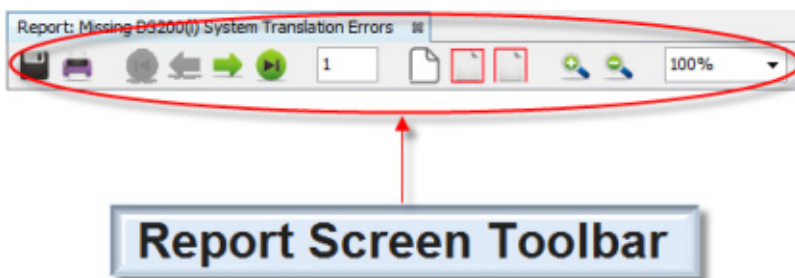 Report: Missing DS200(i) System Translation Errors
1
100%
Report Screen Toolbar